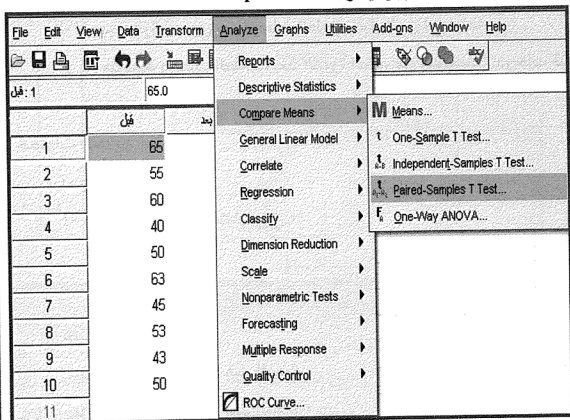 File Edit View Data Transform Analyze Graphs Utilities Add-ons Window Help
قبل : 1 65.0
قبل بعد
1 65
2 55
3 60
4 40
5 50
6 63
7 45
8 53
9 43
10 50
11
Reports
Descriptive Statistics
Compare Means
General Linear Model
Correlate
Regression
Classify
Dimension Reduction
Scale
Nonparametric Tests
Forecasting
Multiple Response
Quality Control
ROC Curve...
Means...
One-Sample T Test...
Independent-Samples T Test...
Paired-Samples T Test...
One-Way ANOVA...